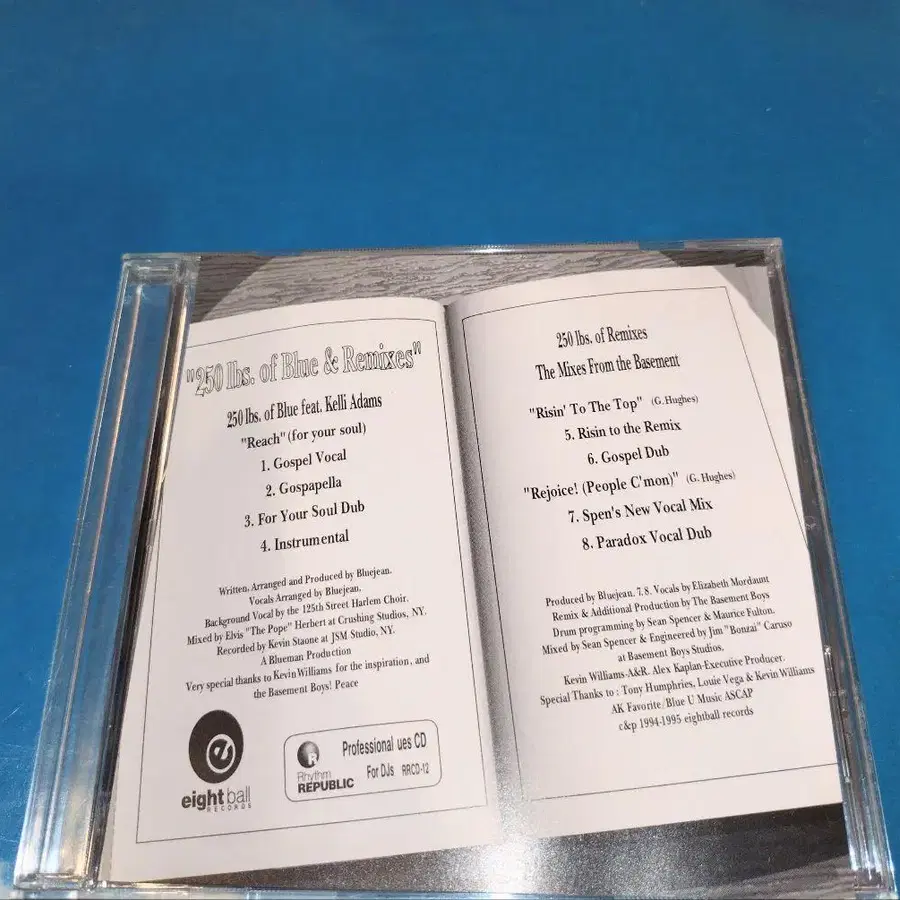 "250 lbs. of Blue & Remixes"
250 lbs. of Blue feat. Kelli Adams
"Reach" (for your soul)
1. Gospel Vocal
2. Gospapella
3. For Your Soul Dub
4. Instrumental
Written, Arranged and Produced by Bluejean.
Vocals Arranged by Bluejean.
Background Vocal by the 125th Street Harlem Choir.
Mixed by Elvis "The Pope" Herbert at Crushing Studios, NY.
Recorded by Kevin Staone at JSM Studio, NY.
A Blueman Production
Very special thanks to Kevin Williams for the inspiration, and
the Basement Boys! Peace
eightball
RECORDS
R
Rhythm
REPUBLIC
Professional ues CD
For DJs RRCD-12
250 lbs. of Remixes
The Mixes From the Basement
"Risin' To The Top" (G. Hughes)
5. Risin to the Remix
6. Gospel Dub
"Rejoice! (People C'mon)" (G. Hughes)
7. Spen's New Vocal Mix
8. Paradox Vocal Dub
Produced by Bluejean. 7.8. Vocals by Elizabeth Mordaunt
Remix & Additional Production by The Basement Boys
Drum programming by Sean Spencer & Maurice Fulton.
Mixed by Sean Spencer & Engineered by Jim "Bonzai" Caruso
at Basement Boys Studios.
Kevin Williams-A&R. Alex Kaplan-Executive Producer.
Special Thanks to : Tony Humphries, Louie Vega & Kevin Williams
AK Favorite/Blue U Music ASCAP
c&p 1994-1995 eightball records